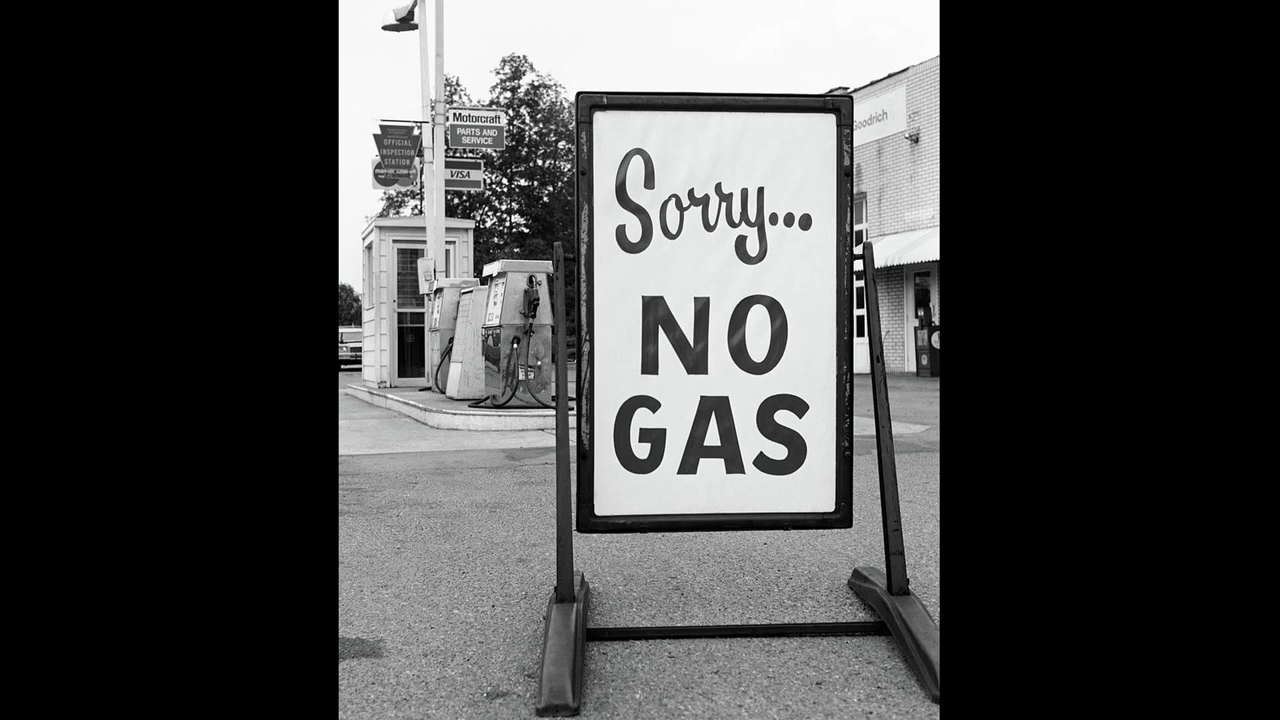 Sorry...
NO
GAS
Motorcraft
PARTS AND
SERVICE
OFFICIAL
INSPECTION
STATION
VISA
Goodrich